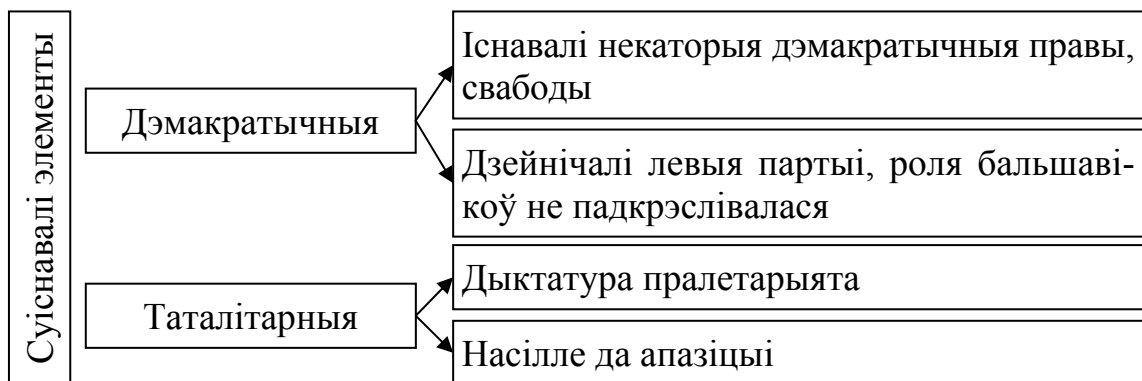 Суіснавалі элементы
Дэмакратычныя
Існавалі некаторыя дэмакратычныя правы,
свабоды
Дзейнічалі левыя партыі, роля бальшаві-
коў не падкрэслівалася
Таталітарныя
Дыктатура пралетарыята
Насілле да апазіцыі